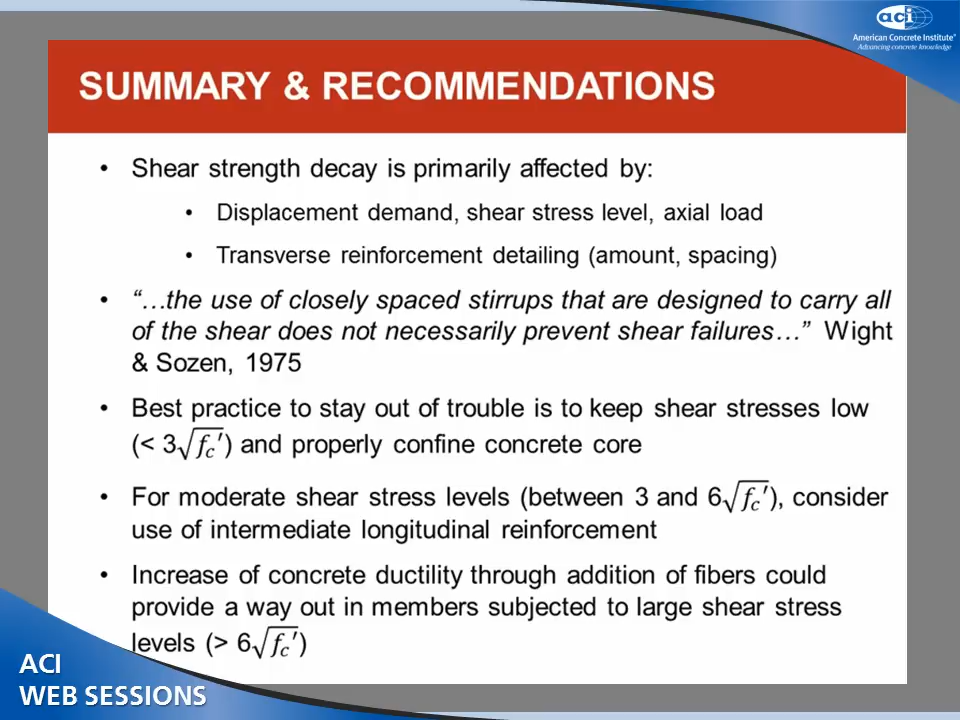 aci
American Concrete Institute®
Advancing concrete knowledge
SUMMARY & RECOMMENDATIONS
• Shear strength decay is primarily affected by:
• Displacement demand, shear stress level, axial load
• Transverse reinforcement detailing (amount, spacing)
• “…the use of closely spaced stirrups that are designed to carry all
of the shear does not necessarily prevent shear failures…” Wight
& Sozen, 1975
• Best practice to stay out of trouble is to keep shear stresses low
(< 3√f_c′) and properly confine concrete core
• For moderate shear stress levels (between 3 and 6√f_c′), consider
use of intermediate longitudinal reinforcement
• Increase of concrete ductility through addition of fibers could
provide a way out in members subjected to large shear stress
levels (> 6√f_c′)
ACI
WEB SESSIONS